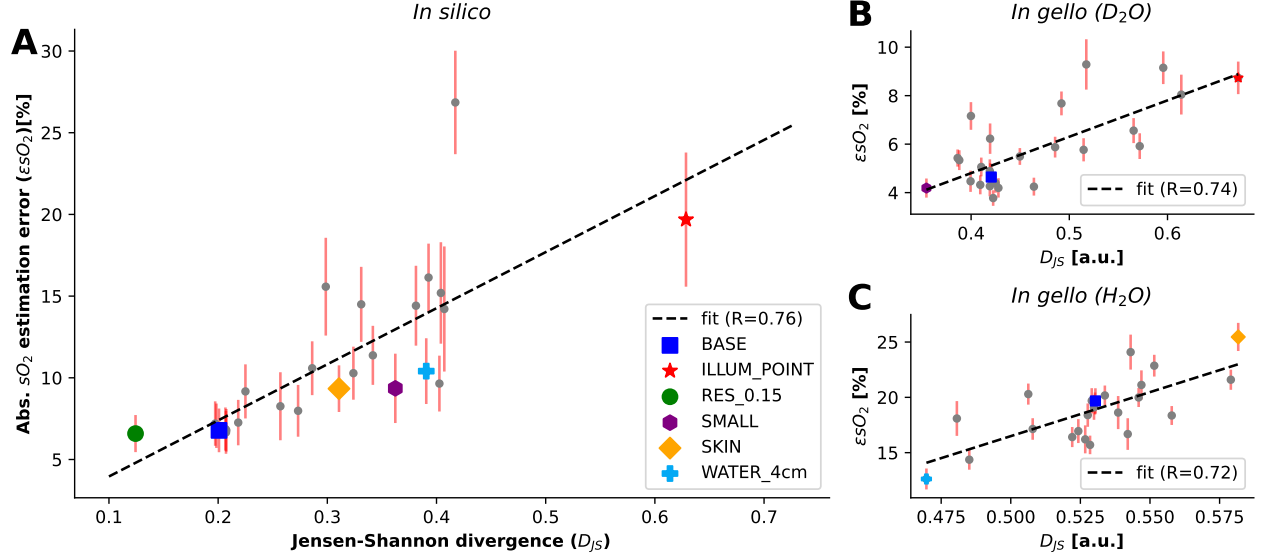 In silico
A
Abs. sO2 estimation error (εsO2)[%]
30
25
20
15
10
5
0.1 0.2 0.3 0.4 0.5 0.6 0.7
Jensen-Shannon divergence (DJS)
fit (R=0.76)
BASE
ILLUM_POINT
RES_0.15
SMALL
SKIN
WATER_4cm
B
In gello (D2O)
εsO2 [%]
10
8
6
4
0.4 0.5 0.6
DJS [a.u.]
fit (R=0.74)
C
In gello (H2O)
εsO2 [%]
25
20
15
0.475 0.500 0.525 0.550 0.575
DJS [a.u.]
fit (R=0.72)